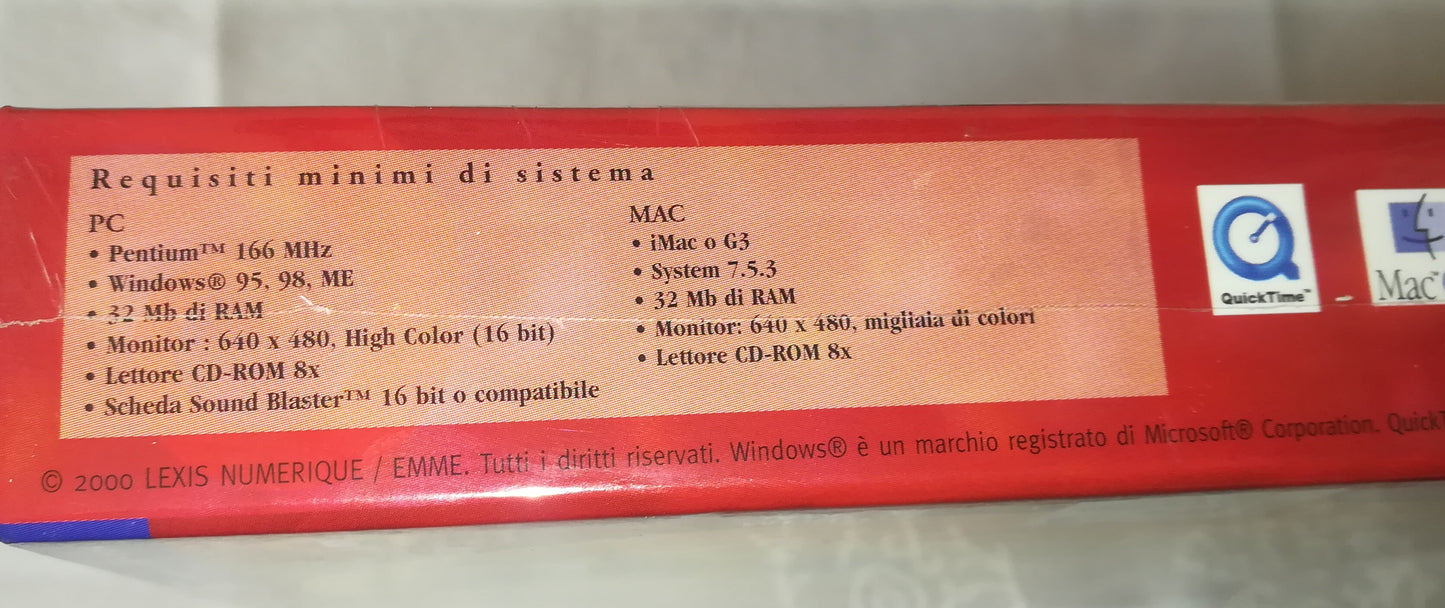 Requisiti minimi di sistema
PC
• Pentium™ 166 MHz
• Windows® 95, 98, ME
• 32 Mb di RAM
• Monitor : 640 x 480, High Color (16 bit)
• Lettore CD-ROM 8x
• Scheda Sound Blaster™ 16 bit o compatibile
MAC
• iMac o G3
• System 7.5.3
• 32 Mb di RAM
• Monitor: 640 x 480, migliaia di colori
• Lettore CD-ROM 8x
QuickTime™
Mac™
© 2000 LEXIS NUMERIQUE / EMME. Tutti i diritti riservati. Windows® è un marchio registrato di Microsoft® Corporation.